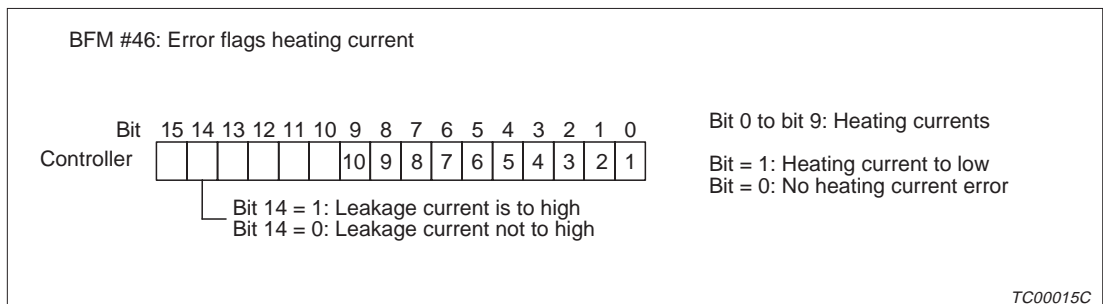 BFM #46: Error flags heating current
Bit 15 14 13 12 11 10 9 8 7 6 5 4 3 2 1 0
Controller 10 9 8 7 6 5 4 3 2 1
Bit 14 = 1: Leakage current is to high
Bit 14 = 0: Leakage current not to high
Bit 0 to bit 9: Heating currents
Bit = 1: Heating current to low
Bit = 0: No heating current error
TC00015C